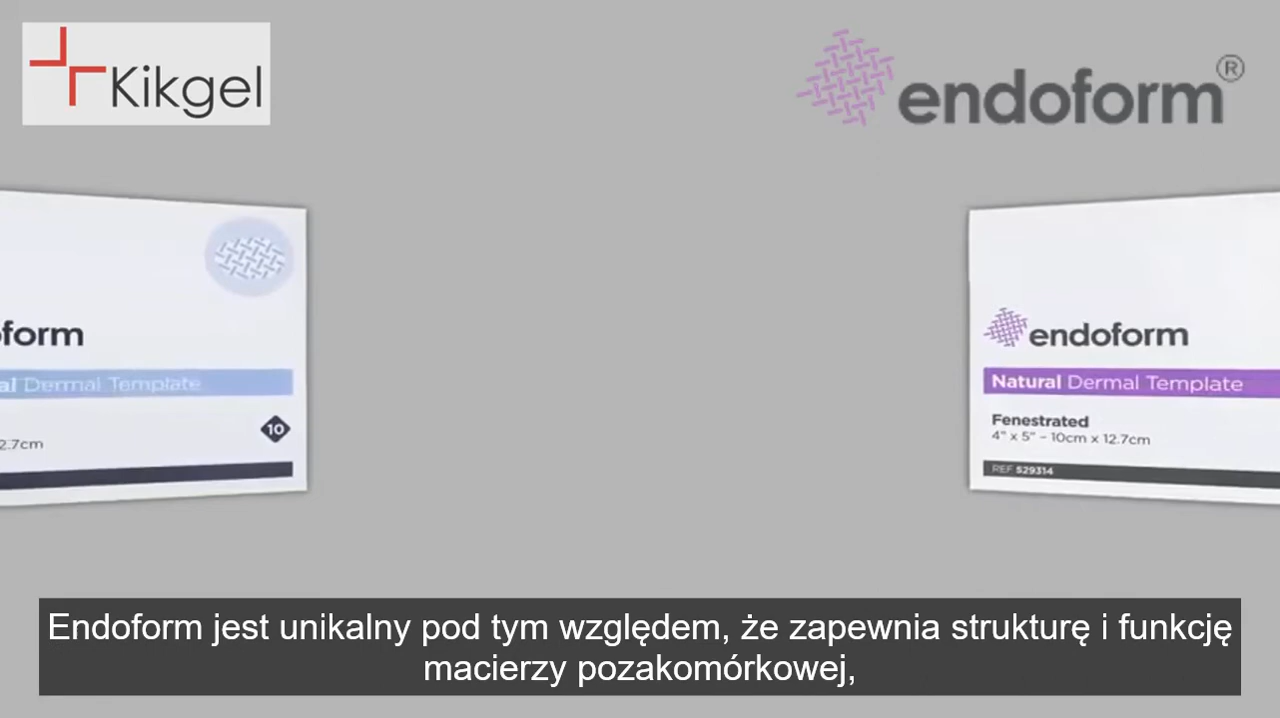 Kikgel
endoform®
form
al Dermal Template
10
2.7cm
endoform
Natural Dermal Template
Fenestrated
4" x 5" – 10cm x 12.7cm
REF 529314
Endoform jest unikalny pod tym względem, że zapewnia strukturę i funkcję
macierzy pozakomórkowej,